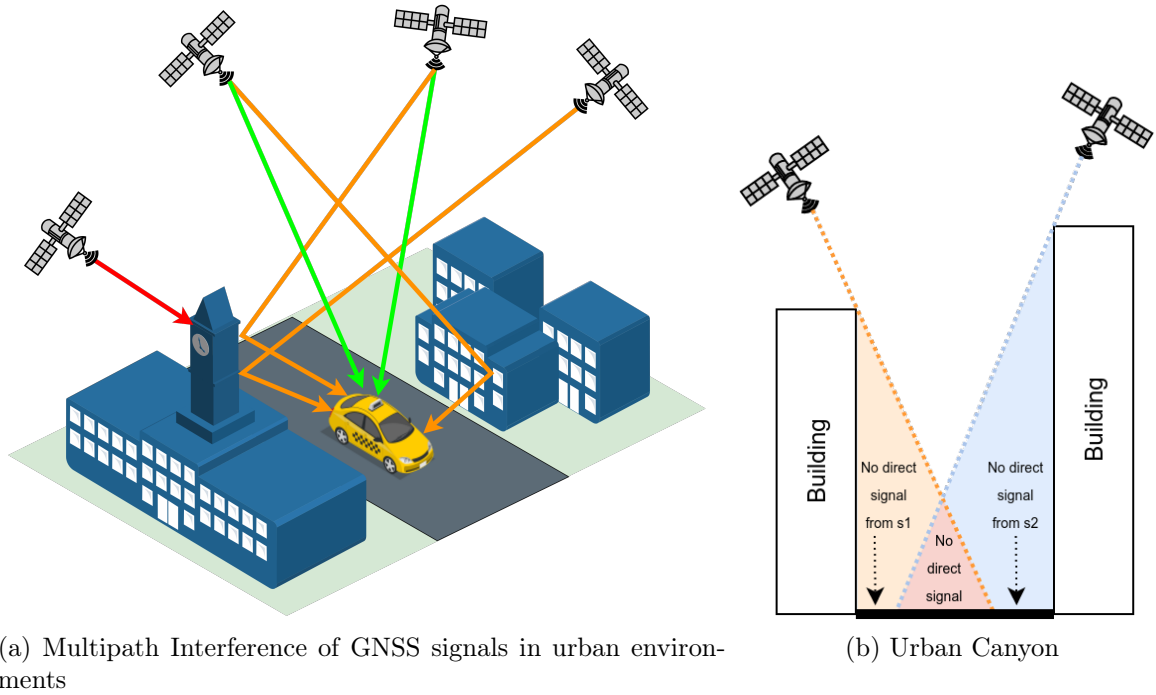 Building
Building
No direct
signal
from s1
No direct
signal
from s2
No
direct
signal
(a) Multipath Interference of GNSS signals in urban environ-
ments
(b) Urban Canyon